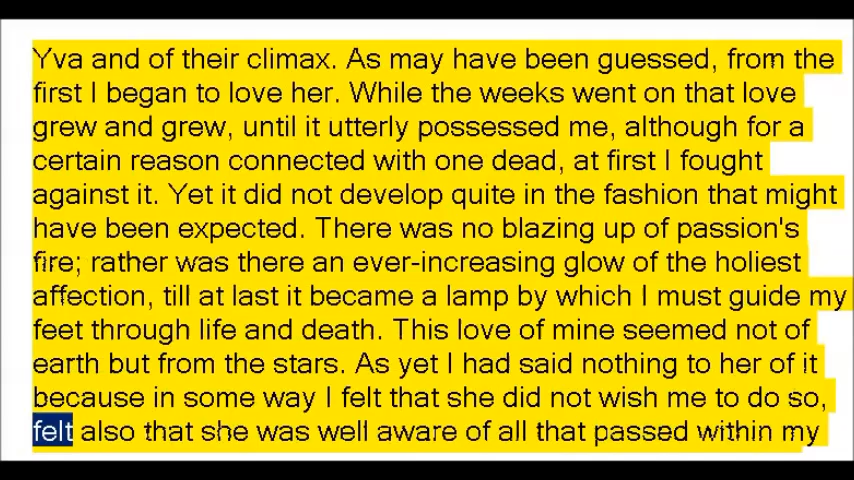 Yva and of their climax. As may have been guessed, from the
first I began to love her. While the weeks went on that love
grew and grew, until it utterly possessed me, although for a
certain reason connected with one dead, at first I fought
against it. Yet it did not develop quite in the fashion that might
have been expected. There was no blazing up of passion's
fire; rather was there an ever-increasing glow of the holiest
affection, till at last it became a lamp by which I must guide my
feet through life and death. This love of mine seemed not of
earth but from the stars. As yet I had said nothing to her of it
because in some way I felt that she did not wish me to do so,
felt also that she was well aware of all that passed within my